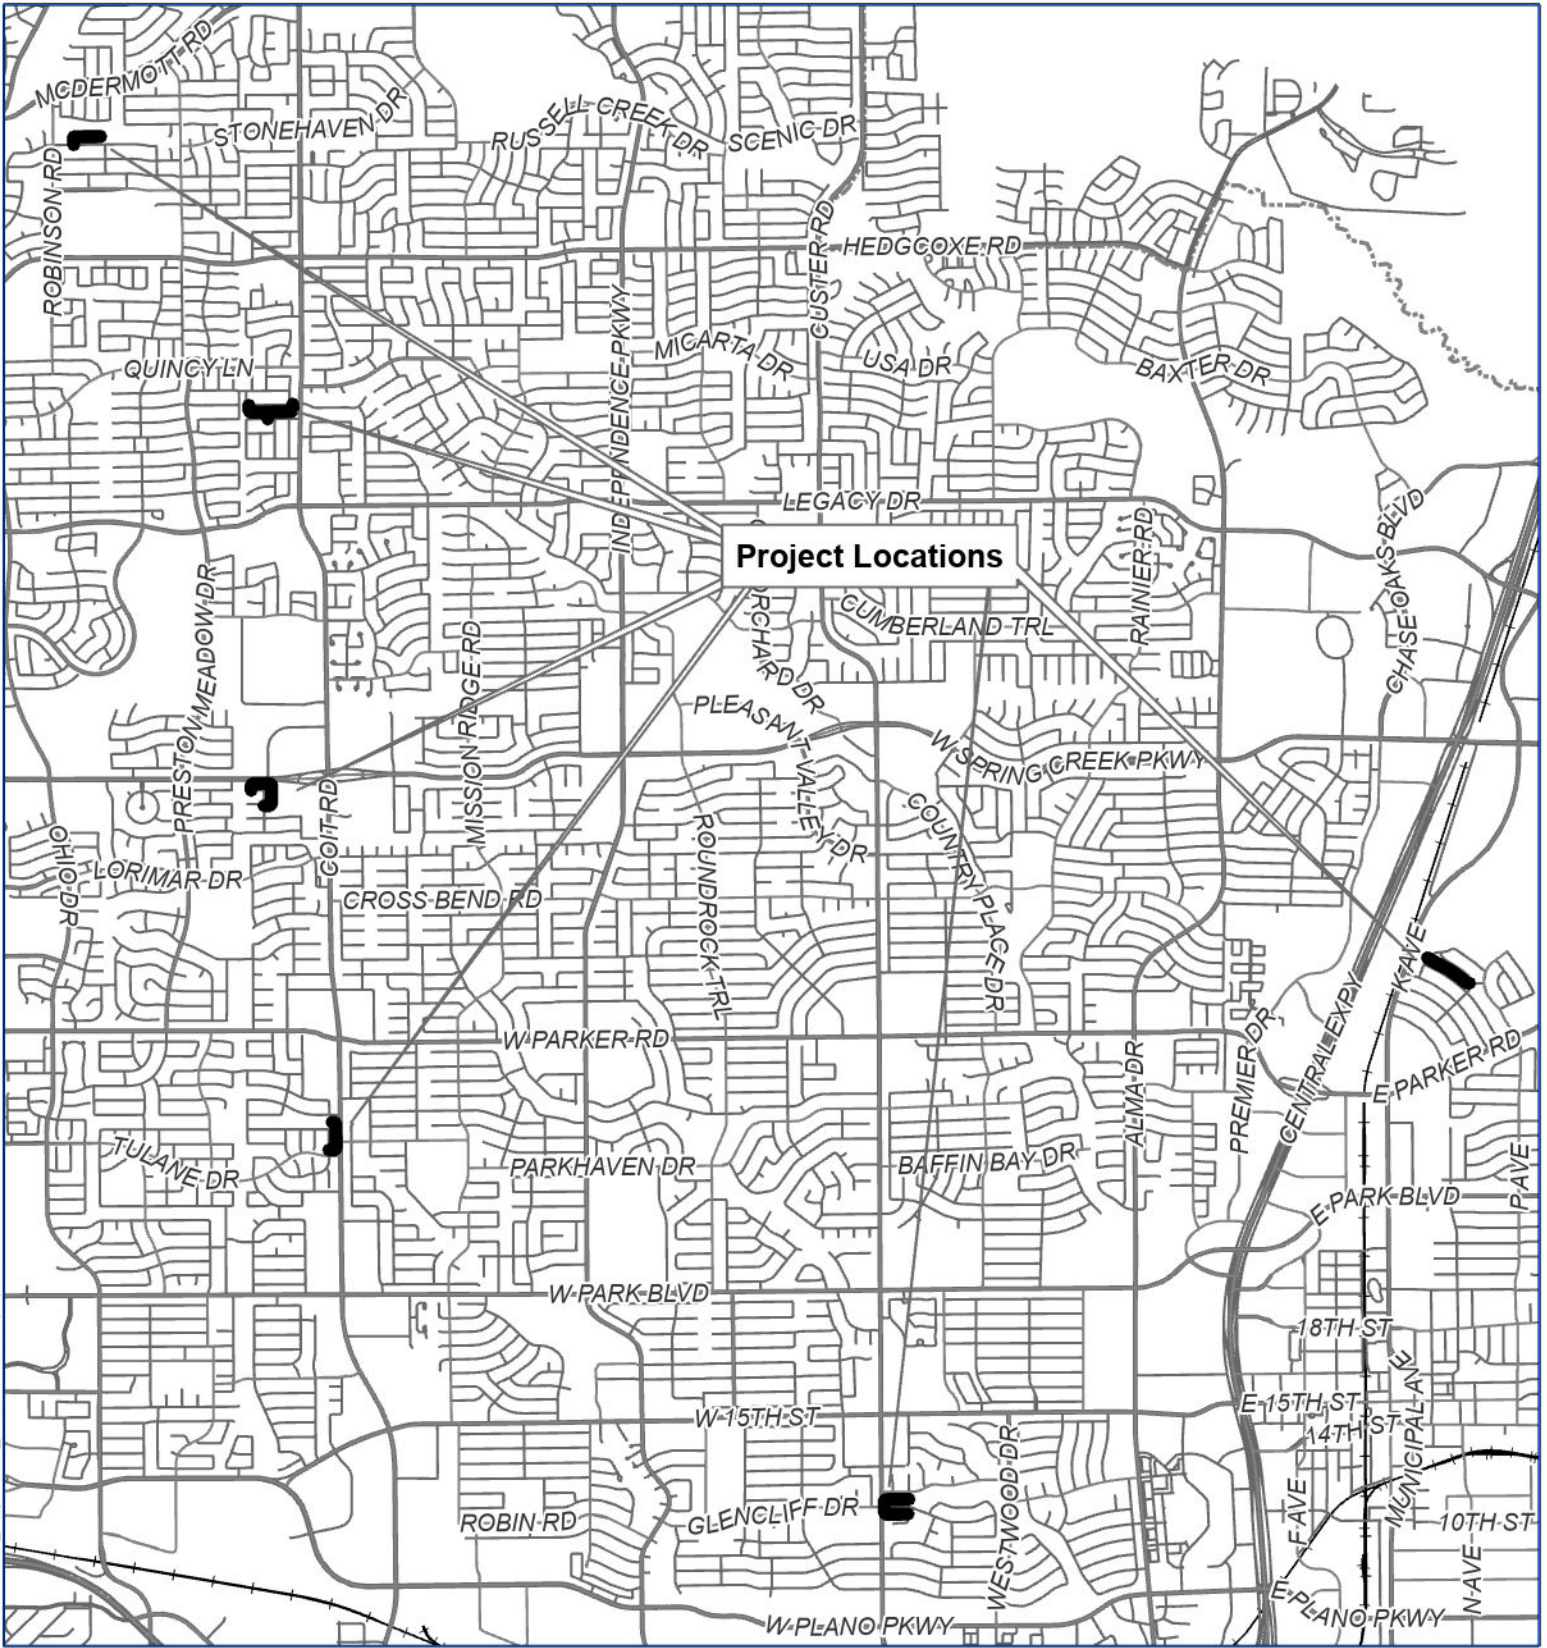 MCDERMOTT RD
STONEHAVEN DR
RUSSELL CREEK DR
SCENIC DR
ROBINSON RD
CUSTER RD
HEDGCOXE RD
INDEPENDENCE PKWY
MICARTA DR
USA DR
BAXTER DR
QUINCY LN
LEGACY DR
CHASE OAKS BLVD
RAINIER RD
Project Locations
ORCHARD DR
CUMBERLAND TRL
PRESTON MEADOW DR
MISSION RIDGE RD
PLEASANT VALLEY DR
W SPRING CREEK PKWY
COIT RD
OHIO DR
LORIMAR DR
CROSS BEND RD
ROUNDROCK TRL
COUNTRY PLACE DR
K AVE
W PARKER RD
PREMIER DR
CENTRAL EXPY
E PARKER RD
ALMA DR
TULANE DR
PARKHAVEN DR
BAFFIN BAY DR
P AVE
E PARK BLVD
W PARK BLVD
18TH ST
E 15TH ST
W 15TH ST
14TH ST
E
MUNICIPAL AV
WESTWOOD DR
GLENCLIFF DR
ROBIN RD
F AVE
10TH ST
N AVE
E PLANO PKWY
W PLANO PKWY